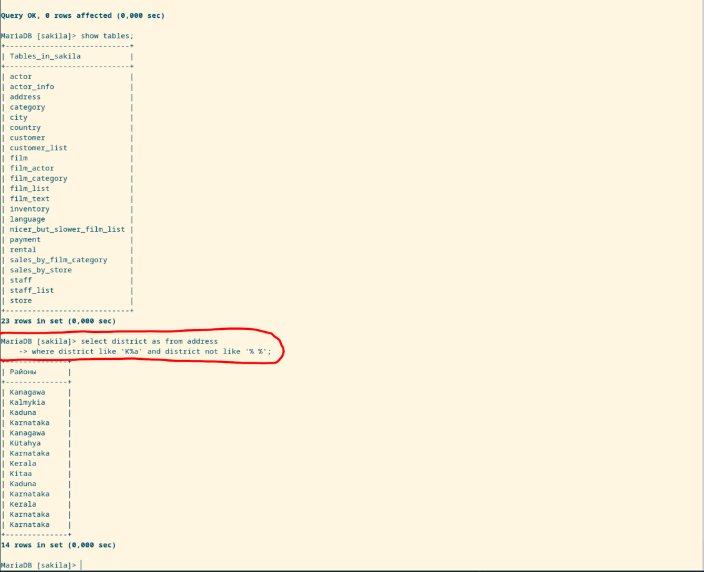 Query OK, 0 rows affected (0,000 sec)
MariaDB [sakila]> show tables;
+----------------------------+
| Tables_in_sakila           |
+----------------------------+
| actor                      |
| actor_info                 |
| address                    |
| category                   |
| city                       |
| country                    |
| customer                   |
| customer_list              |
| film                       |
| film_actor                 |
| film_category              |
| film_list                  |
| film_text                  |
| inventory                  |
| language                   |
| nicer_but_slower_film_list |
| payment                    |
| rental                     |
| sales_by_film_category     |
| sales_by_store             |
| staff                      |
| staff_list                 |
| store                      |
+----------------------------+
23 rows in set (0,000 sec)
MariaDB [sakila]> select district as from address
    -> where district like 'K%a' and district not like '% %';
+--------------+
| Районы       |
+--------------+
| Kanagawa     |
| Kalmykia     |
| Kaduna       |
| Karnataka    |
| Kanagawa     |
| Kütahya      |
| Karnataka    |
| Kerala       |
| Kitaa        |
| Kaduna       |
| Karnataka    |
| Kerala       |
| Karnataka    |
| Karnataka    |
+--------------+
14 rows in set (0,000 sec)
MariaDB [sakila]>